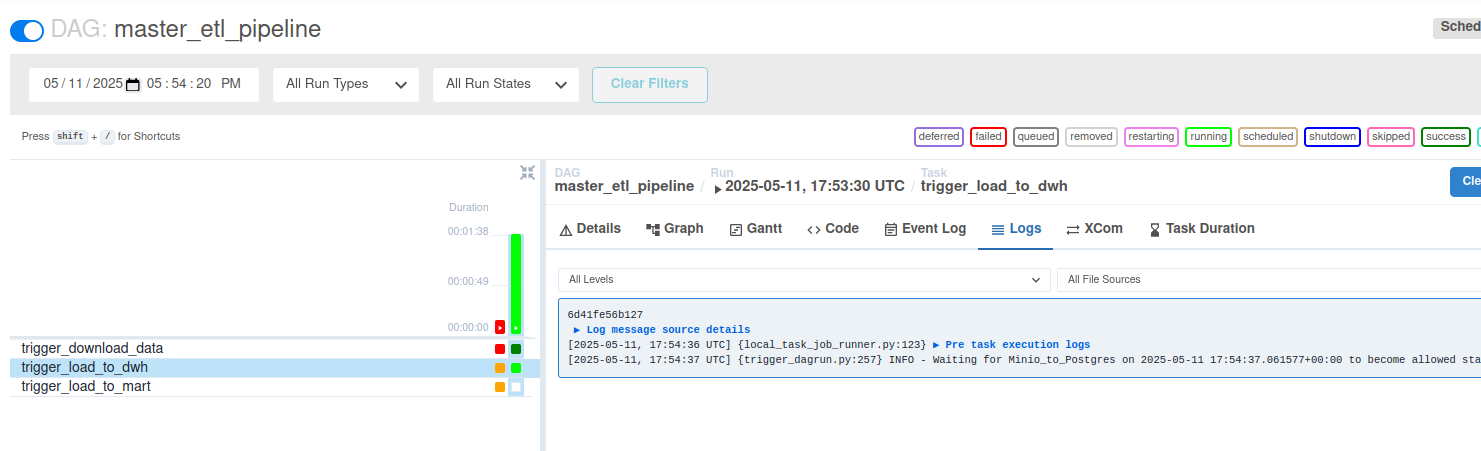 DAG: master_etl_pipeline
Sched
05 / 11 / 2025 05 : 54 : 20 PM
All Run Types
All Run States
Clear Filters
Press shift + / for Shortcuts
deferred failed queued removed restarting running scheduled shutdown skipped success
DAG Run Task
master_etl_pipeline / 2025-05-11, 17:53:30 UTC / trigger_load_to_dwh
Cle
Duration
00:01:38
00:00:49
00:00:00
trigger_download_data
trigger_load_to_dwh
trigger_load_to_mart
Details Graph Gantt Code Event Log Logs XCom Task Duration
All Levels
All File Sources
6d41fe56b127
▶ Log message source details
[2025-05-11, 17:54:36 UTC] {local_task_job_runner.py:123} ▶ Pre task execution logs
[2025-05-11, 17:54:37 UTC] {trigger_dagrun.py:257} INFO - Waiting for Minio_to_Postgres on 2025-05-11 17:54:37.061577+00:00 to become allowed sta